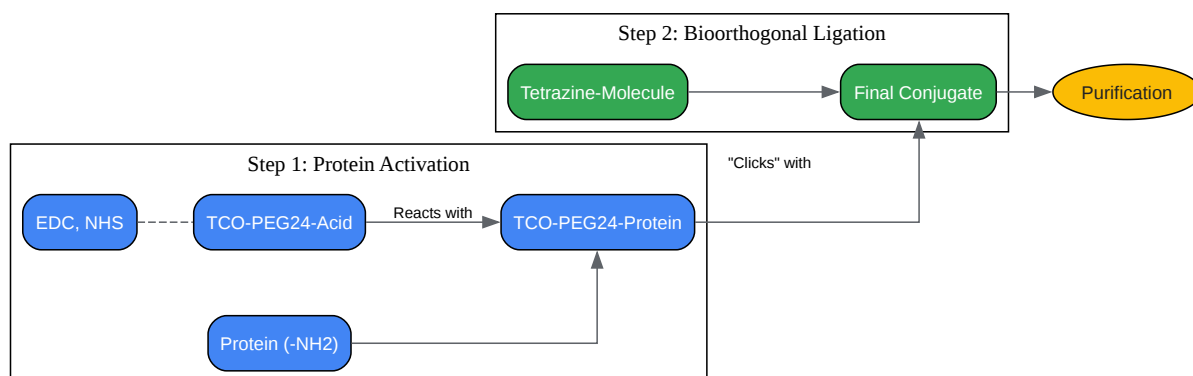 Step 2: Bioorthogonal Ligation
Tetrazine-Molecule
Final Conjugate
Purification
Step 1: Protein Activation
"Clicks" with
EDC, NHS
TCO-PEG24-Acid
Reacts with
TCO-PEG24-Protein
Protein (-NH2)